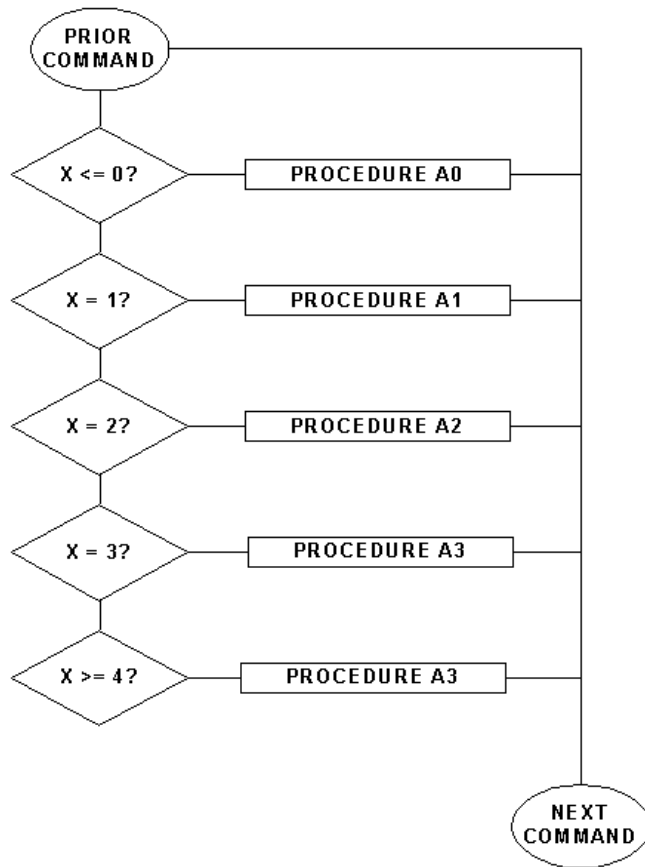 PRIOR
COMMAND
X <= 0?
PROCEDURE A0
X = 1?
PROCEDURE A1
X = 2?
PROCEDURE A2
X = 3?
PROCEDURE A3
X >= 4?
PROCEDURE A3
NEXT
COMMAND